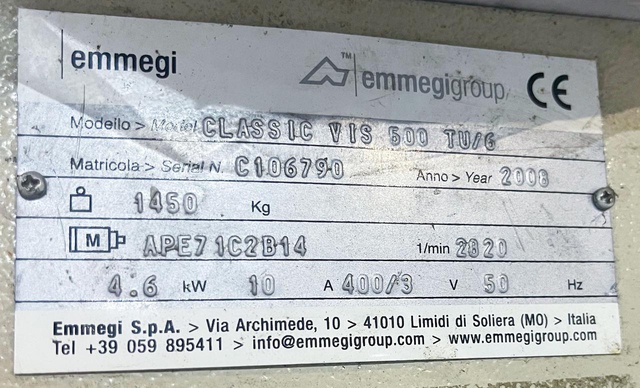 emmegi ™ emmegigroup CE
Modello > Model CLASSIC VIS 500 TU/6
Matricola > Serial N. C106790 Anno > Year 2008
1450 Kg
M APE71C2B14 1/min 2820
4.6 kW 10 A 400/3 V 50 Hz
Emmegi S.p.A. > Via Archimede, 10 > 41010 Limidi di Soliera (MO) > Italia
Tel +39 059 895411 > info@emmegigroup.com > www.emmegigroup.com